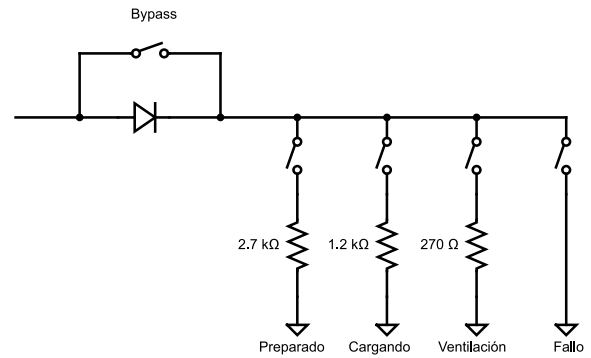 Bypass
2.7 kΩ
1.2 kΩ
270 Ω
Preparado
Cargando
Ventilación
Fallo